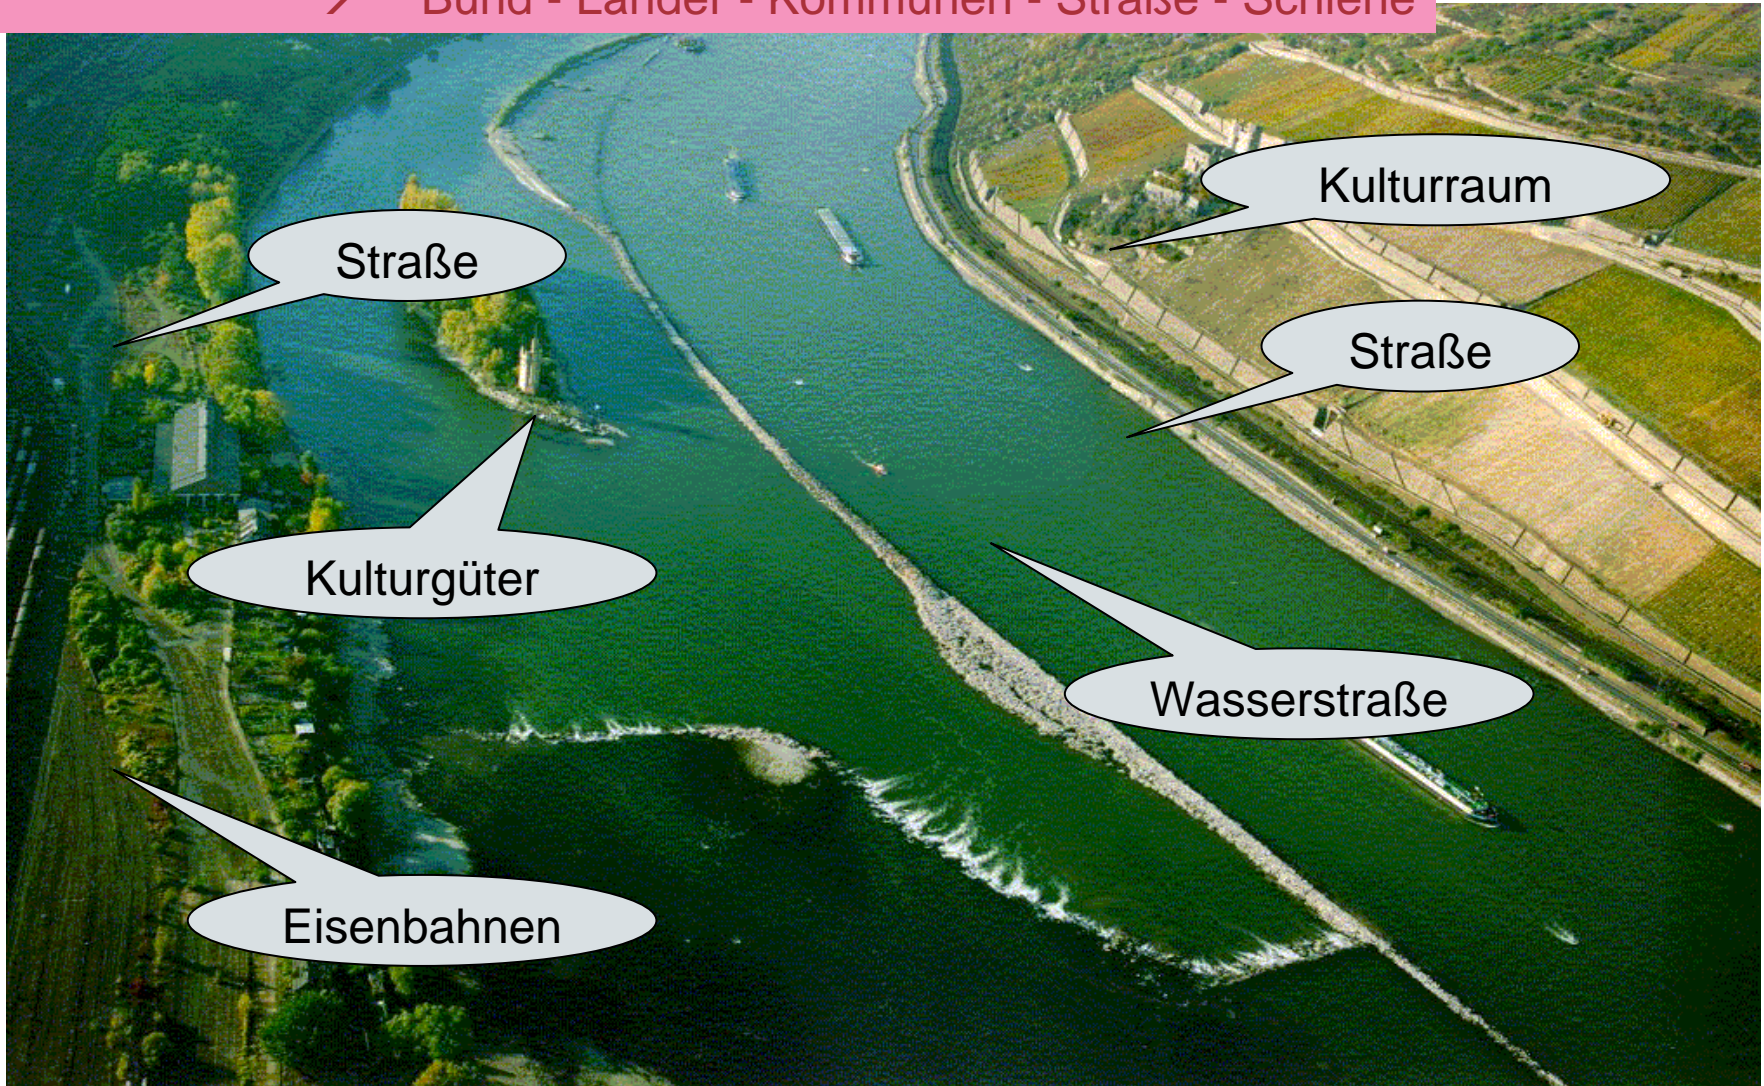 Bund - Länder - Kommunen - Straße - Schiene
Kulturraum
Straße
Straße
Kulturgüter
Wasserstraße
Eisenbahnen